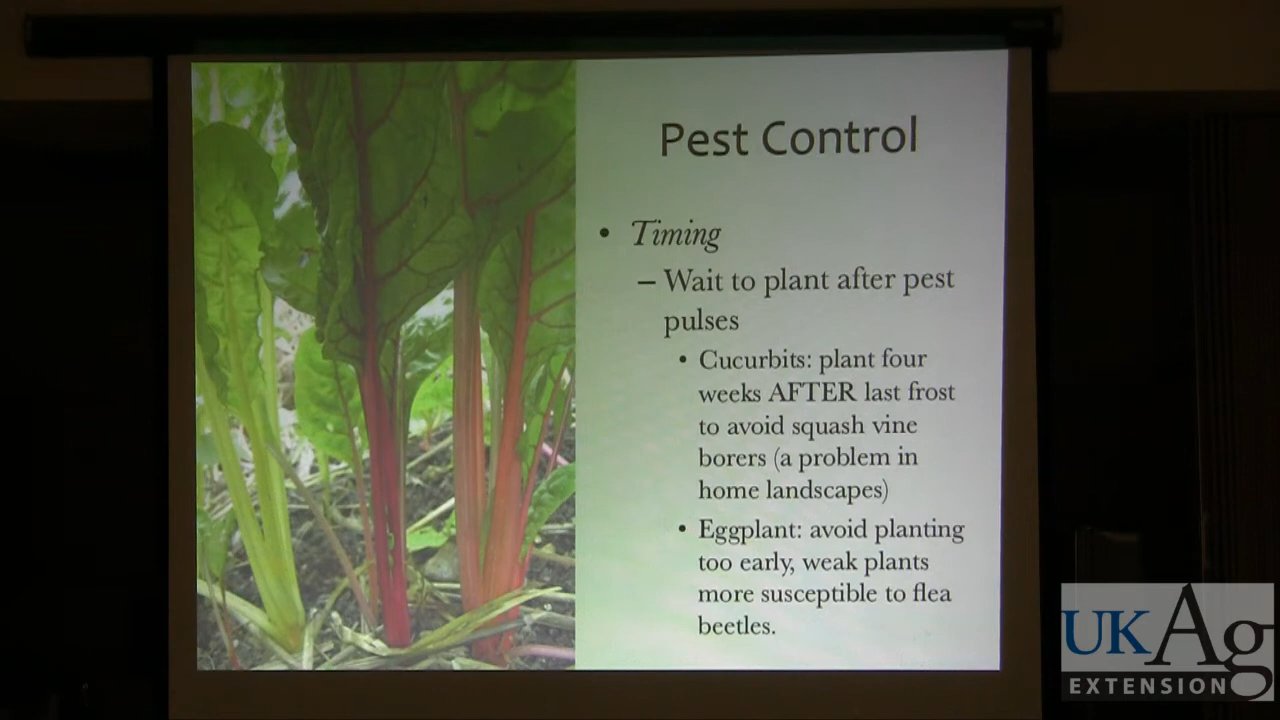 Pest Control
• Timing
– Wait to plant after pest
pulses
• Cucurbits: plant four
weeks AFTER last frost
to avoid squash vine
borers (a problem in
home landscapes)
• Eggplant: avoid planting
too early, weak plants
more susceptible to flea
beetles.
UKAg
EXTENSION